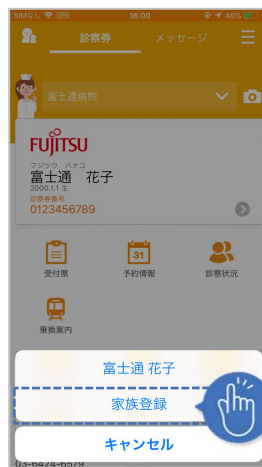 SIMなし 16:00 46%
診察券 メッセージ
富士通病院
FUJITSU
フジツウ ハナコ
富士通 花子
2000.1.1 生
診察券番号
0123456789
31
受付票 予約情報 診察状況
乗換案内
富士通 花子
家族登録
キャンセル
03-6424-6579